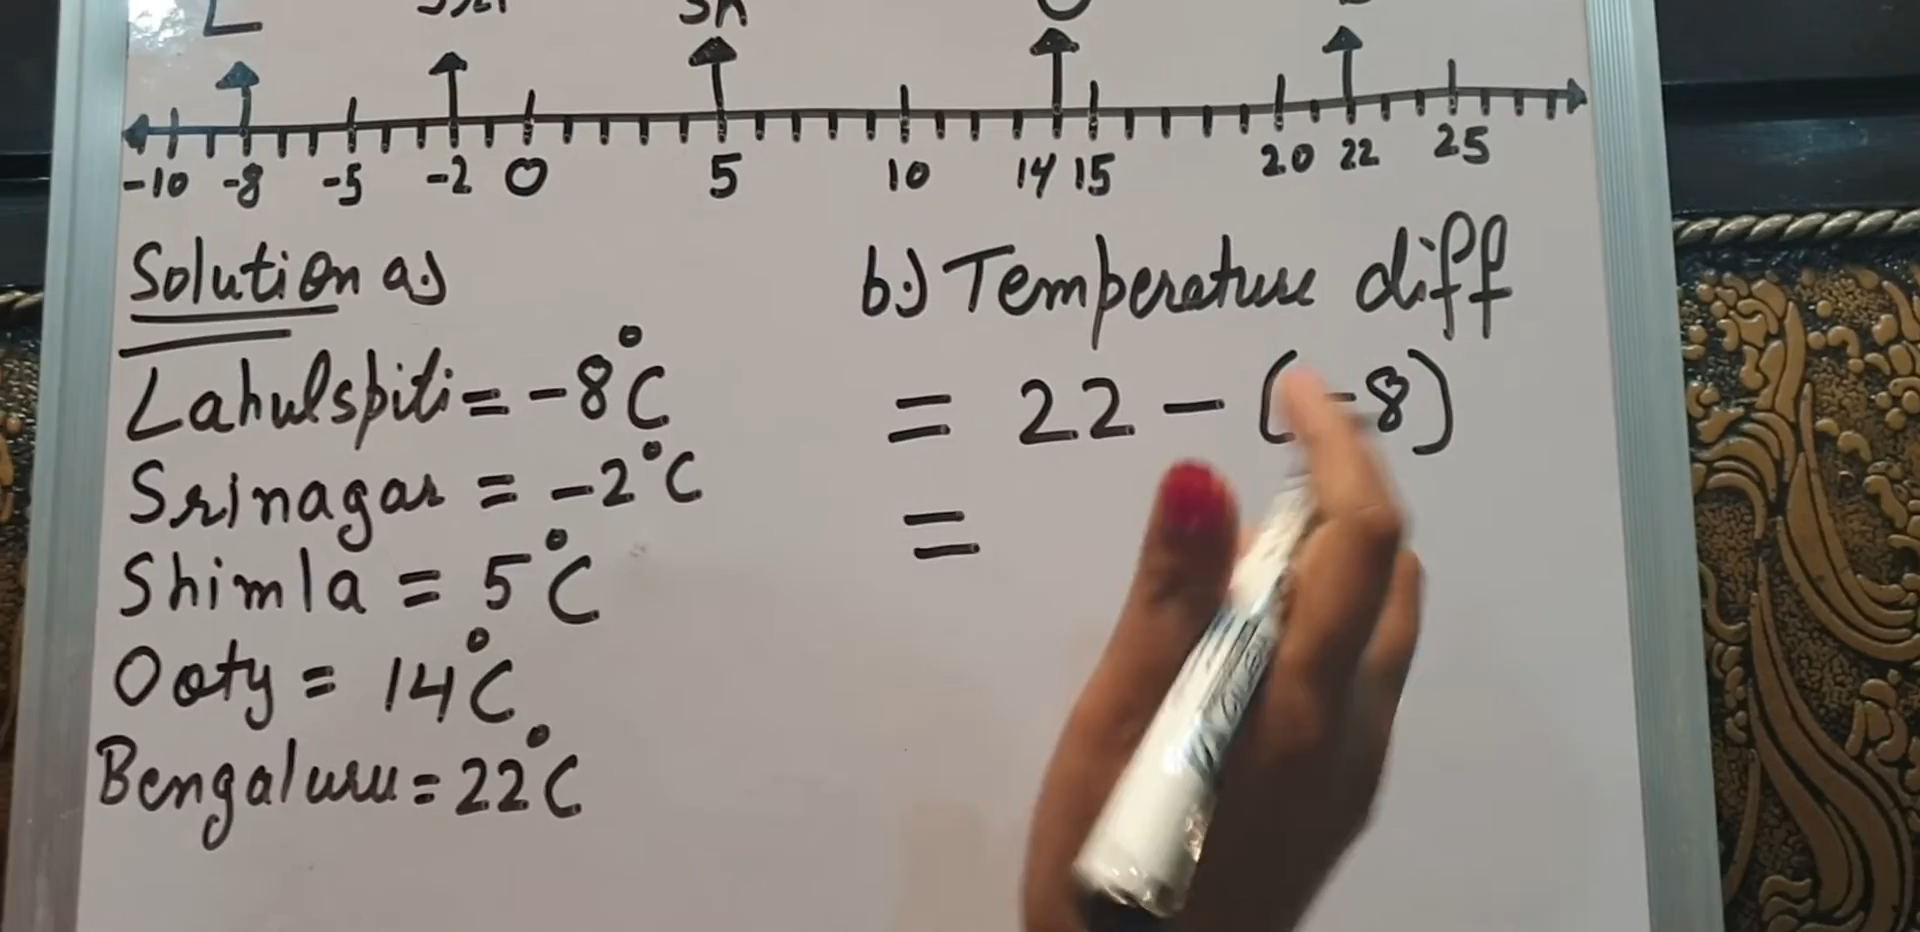 -10 -8 -5 -2 0 5 10 14 15 20 22 25
Solution a.)
Lahulspiti = -8°C
Srinagar = -2°C
Shimla = 5°C
Ooty = 14°C
Bengaluru = 22°C
b.) Temperature diff
= 22 - (-8)
=